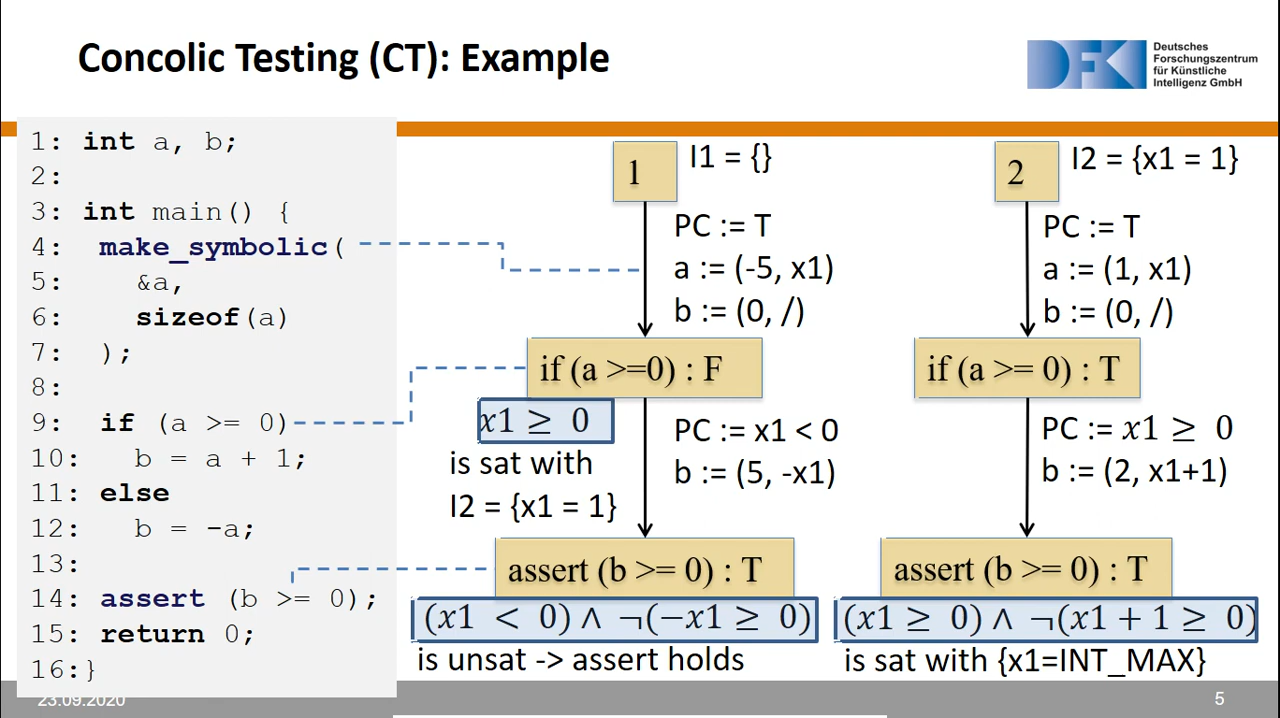 Concolic Testing (CT): Example
DFKI
Deutsches
Forschungszentrum
für Künstliche
Intelligenz GmbH
1: int a, b;
2:
3: int main() {
4: make_symbolic(
5: &a,
6: sizeof(a)
7: );
8:
9: if (a >= 0)
10: b = a + 1;
11: else
12: b = -a;
13:
14: assert (b >= 0);
15: return 0;
16:}
1
I1 = {}
PC := T
a := (-5, x1)
b := (0, /)
if (a >=0) : F
x1 ≥ 0
is sat with
I2 = {x1 = 1}
PC := x1 < 0
b := (5, -x1)
assert (b >= 0) : T
(x1 < 0) ∧ ¬(−x1 ≥ 0)
is unsat -> assert holds
2
I2 = {x1 = 1}
PC := T
a := (1, x1)
b := (0, /)
if (a >= 0) : T
PC := x1 ≥ 0
b := (2, x1+1)
assert (b >= 0) : T
(x1 ≥ 0) ∧ ¬(x1 + 1 ≥ 0)
is sat with {x1=INT_MAX}
23.09.2020
5